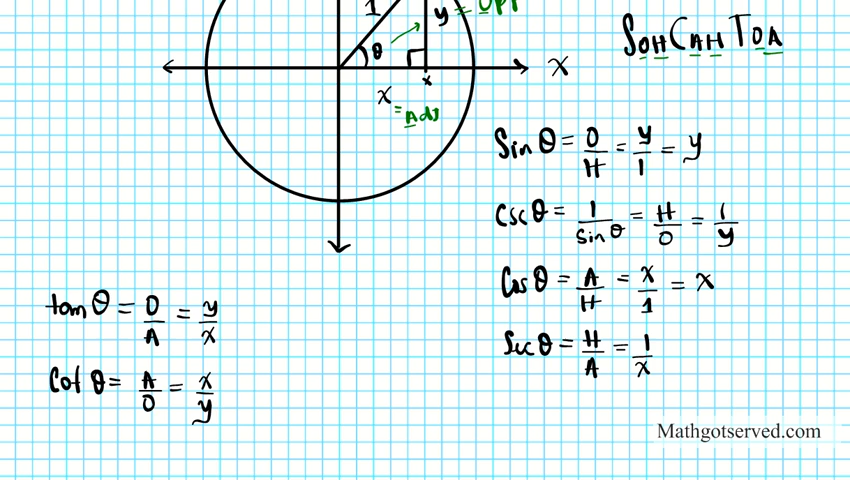 1
y = Opp
θ
x
x
x
= Adj
SOHCAHTOA
Sin θ = O/H = y/1 = y
Csc θ = 1/sin θ = H/O = 1/y
Cos θ = A/H = x/1 = x
Sec θ = H/A = 1/x
tan θ = O/A = y/x
Cot θ = A/O = x/y
Mathgotserved.com